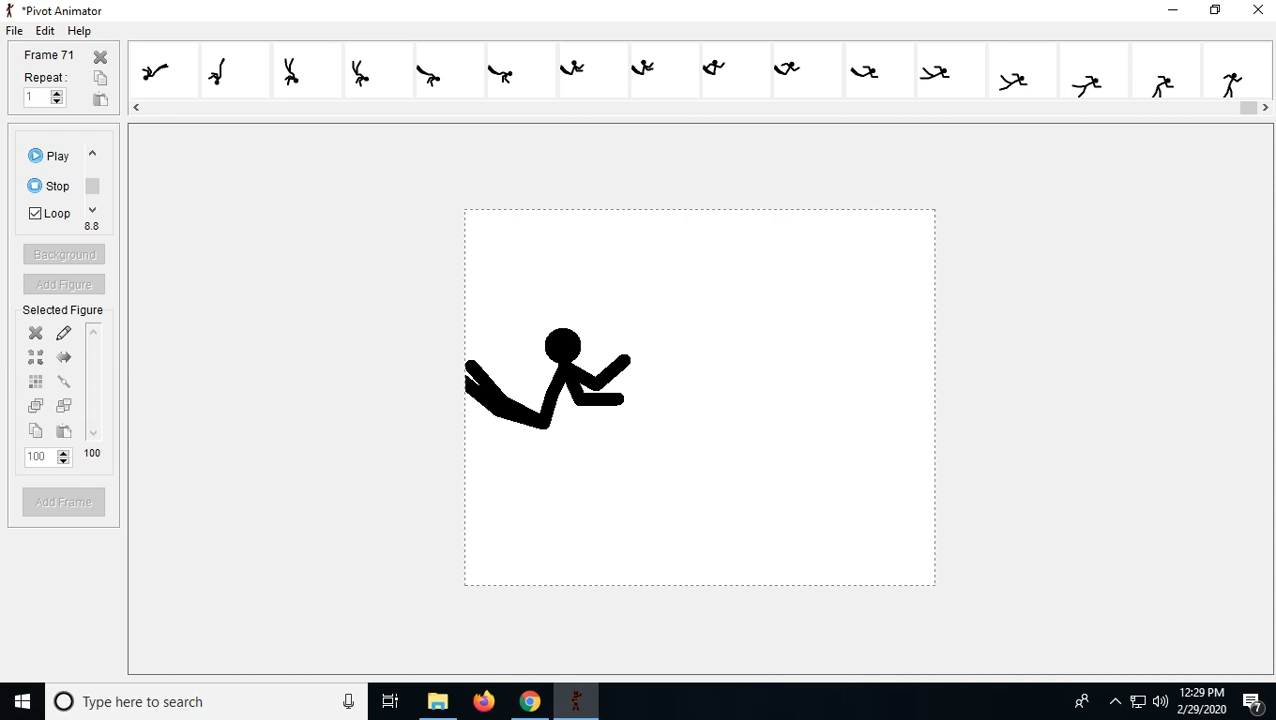 *Pivot Animator
File Edit Help
Frame 71
Repeat :
1
Play
Stop
Loop
8.8
Background
Add Figure
Selected Figure
100 100
Add Frame
Type here to search
12:29 PM
2/29/2020
7